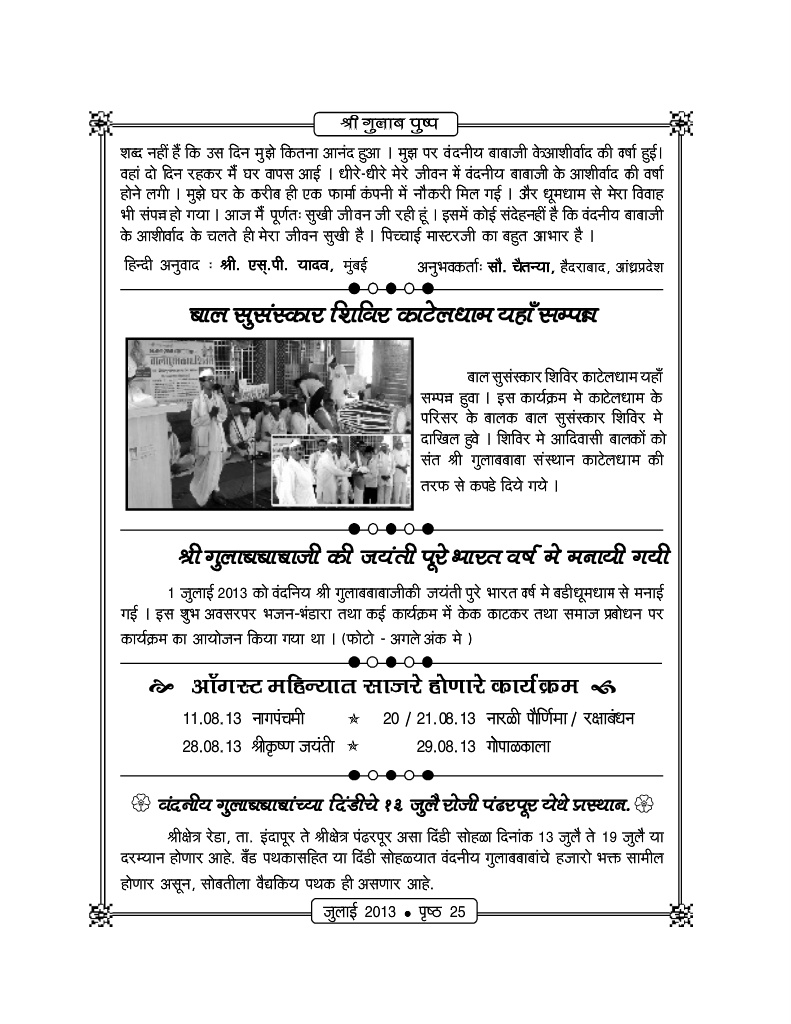 श्री गुलाब पुष्प
शब्द नहीं हैं कि उस दिन मुझे कितना आनंद हुआ । मुझ पर वंदनीय बाबाजी केआशीर्वाद की वर्षा हुई।
वहां दो दिन रहकर मैं घर वापस आई । धीरे-धीरे मेरे जीवन में वंदनीय बाबाजी के आशीर्वाद की वर्षा
होने लगी । मुझे घर के करीब ही एक फार्मा कंपनी में नौकरी मिल गई । और धूमधाम से मेरा विवाह
भी संपन्न हो गया । आज मैं पूर्णतः सुखी जीवन जी रही हूं । इसमें कोई संदेहनहीं है कि वंदनीय बाबाजी
के आशीर्वाद के चलते ही मेरा जीवन सुखी है । पिच्चाई मास्टरजी का बहुत आभार है ।
हिन्दी अनुवाद : श्री. एस्.पी. यादव, मुंबई
अनुभवकर्ताः सौ. चैतन्या, हैदराबाद, आंध्रप्रदेश
बाल सुसंस्कार शिविर काटेलधाम यहाँ सम्पन्न
बाल सुसंस्कार शिविर काटेलधाम यहाँ
सम्पन्न हुवा । इस कार्यक्रम मे काटेलधाम के
परिसर के बालक बाल सुसंस्कार शिविर मे
दाखिल हुवे । शिविर मे आदिवासी बालकों को
संत श्री गुलाबबाबा संस्थान काटेलधाम की
तरफ से कपडे दिये गये ।
श्री गुलाबबाबाजी की जयंती पूरे भारत वर्ष मे मनायी गयी
1 जुलाई 2013 को वंदनिय श्री गुलाबबाबाजीकी जयंती पुरे भारत वर्ष मे बडीधूमधाम से मनाई
गई । इस शुभ अवसरपर भजन-भंडारा तथा कई कार्यक्रम में केक काटकर तथा समाज प्रबोधन पर
कार्यक्रम का आयोजन किया गया था । (फोटो - अगले अंक मे )
ऑगस्ट महिन्यात साजरे होणारे कार्यक्रम
11.08.13 नागपंचमी ★ 20 / 21.08.13 नारळी पौर्णिमा / रक्षाबंधन
28.08.13 श्रीकृष्ण जयंती ★ 29.08.13 गोपाळकाला
वंदनीय गुलाबबाबांच्या दिंडीचे १३ जुलै रोजी पंढरपूर येथे प्रस्थान.
श्रीक्षेत्र रेडा, ता. इंदापूर ते श्रीक्षेत्र पंढरपूर असा दिंडी सोहळा दिनांक 13 जुलै ते 19 जुलै या
दरम्यान होणार आहे. बँड पथकासहित या दिंडी सोहळ्यात वंदनीय गुलाबबाबांचे हजारो भक्त सामील
होणार असून, सोबतीला वैद्यकिय पथक ही असणार आहे.
जुलाई 2013 ● पृष्ठ 25